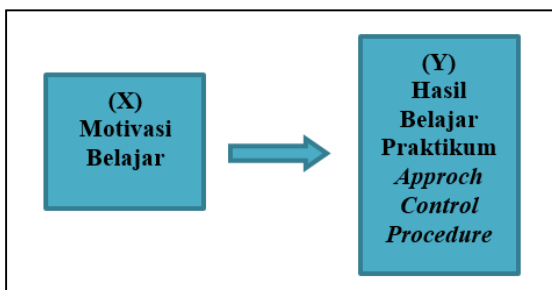 (X)
Motivasi
Belajar
(Y)
Hasil
Belajar
Praktikum
Approch
Control
Procedure